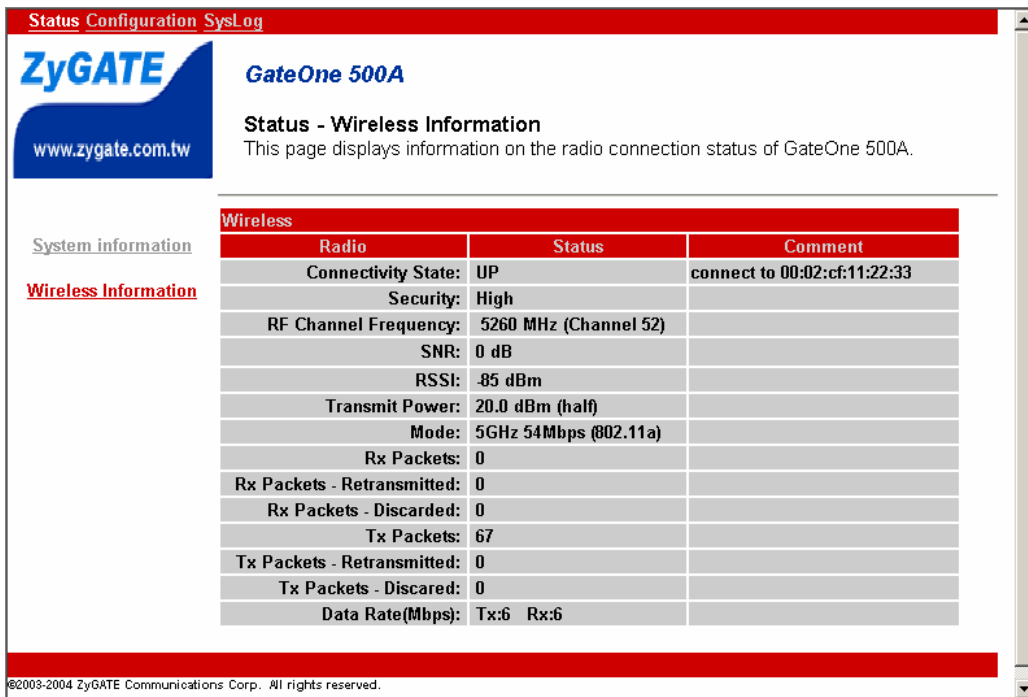 Status Configuration SysLog
ZyGATE
www.zygate.com.tw
GateOne 500A
Status - Wireless Information
This page displays information on the radio connection status of GateOne 500A.
System information
Wireless Information
Wireless
Radio Status Comment
Connectivity State: UP connect to 00:02:cf:11:22:33
Security: High
RF Channel Frequency: 5260 MHz (Channel 52)
SNR: 0 dB
RSSI: -85 dBm
Transmit Power: 20.0 dBm (half)
Mode: 5GHz 54Mbps (802.11a)
Rx Packets: 0
Rx Packets - Retransmitted: 0
Rx Packets - Discarded: 0
Tx Packets: 67
Tx Packets - Retransmitted: 0
Tx Packets - Discared: 0
Data Rate(Mbps): Tx:6 Rx:6
©2003-2004 ZyGATE Communications Corp. All rights reserved.